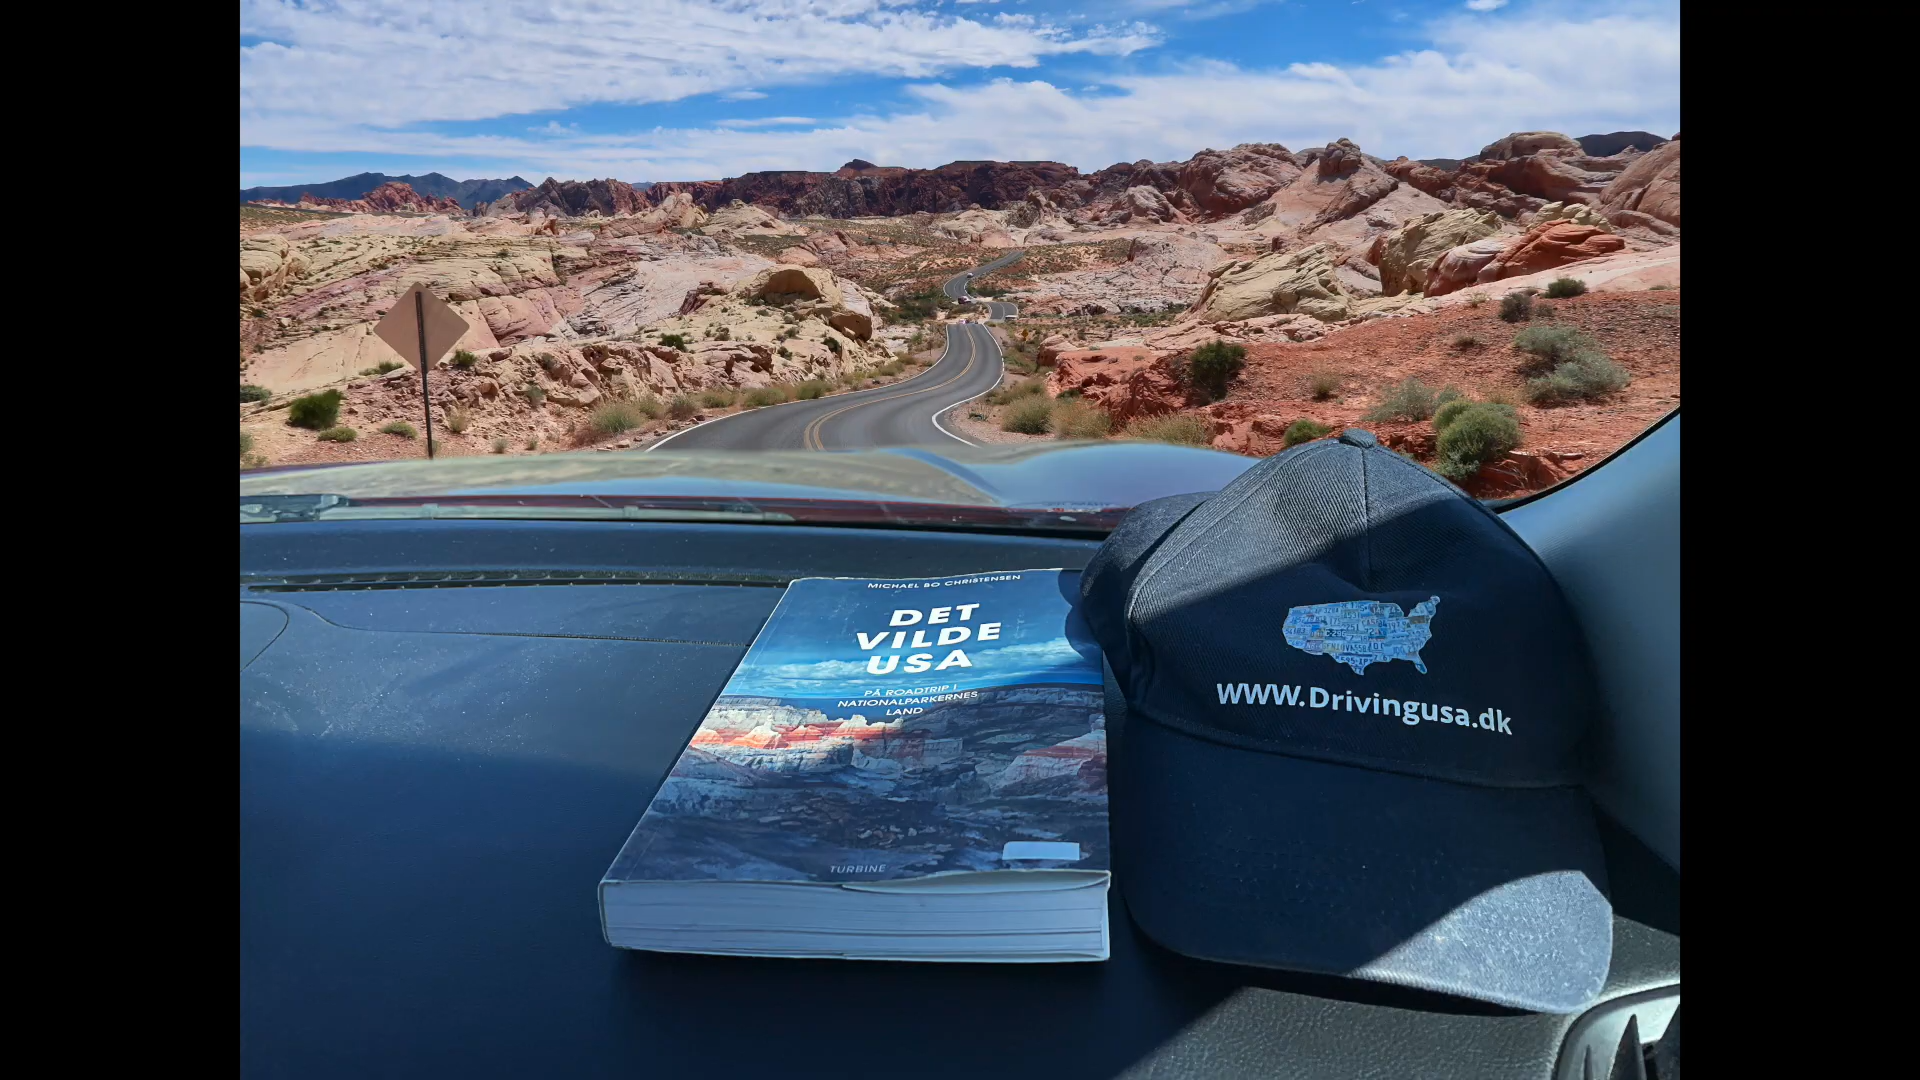 MICHAEL BO CHRISTENSEN
DET
VILDE
USA
PÅ ROADTRIP I
NATIONALPARKERNES
LAND
TURBINE
WWW.Drivingusa.dk